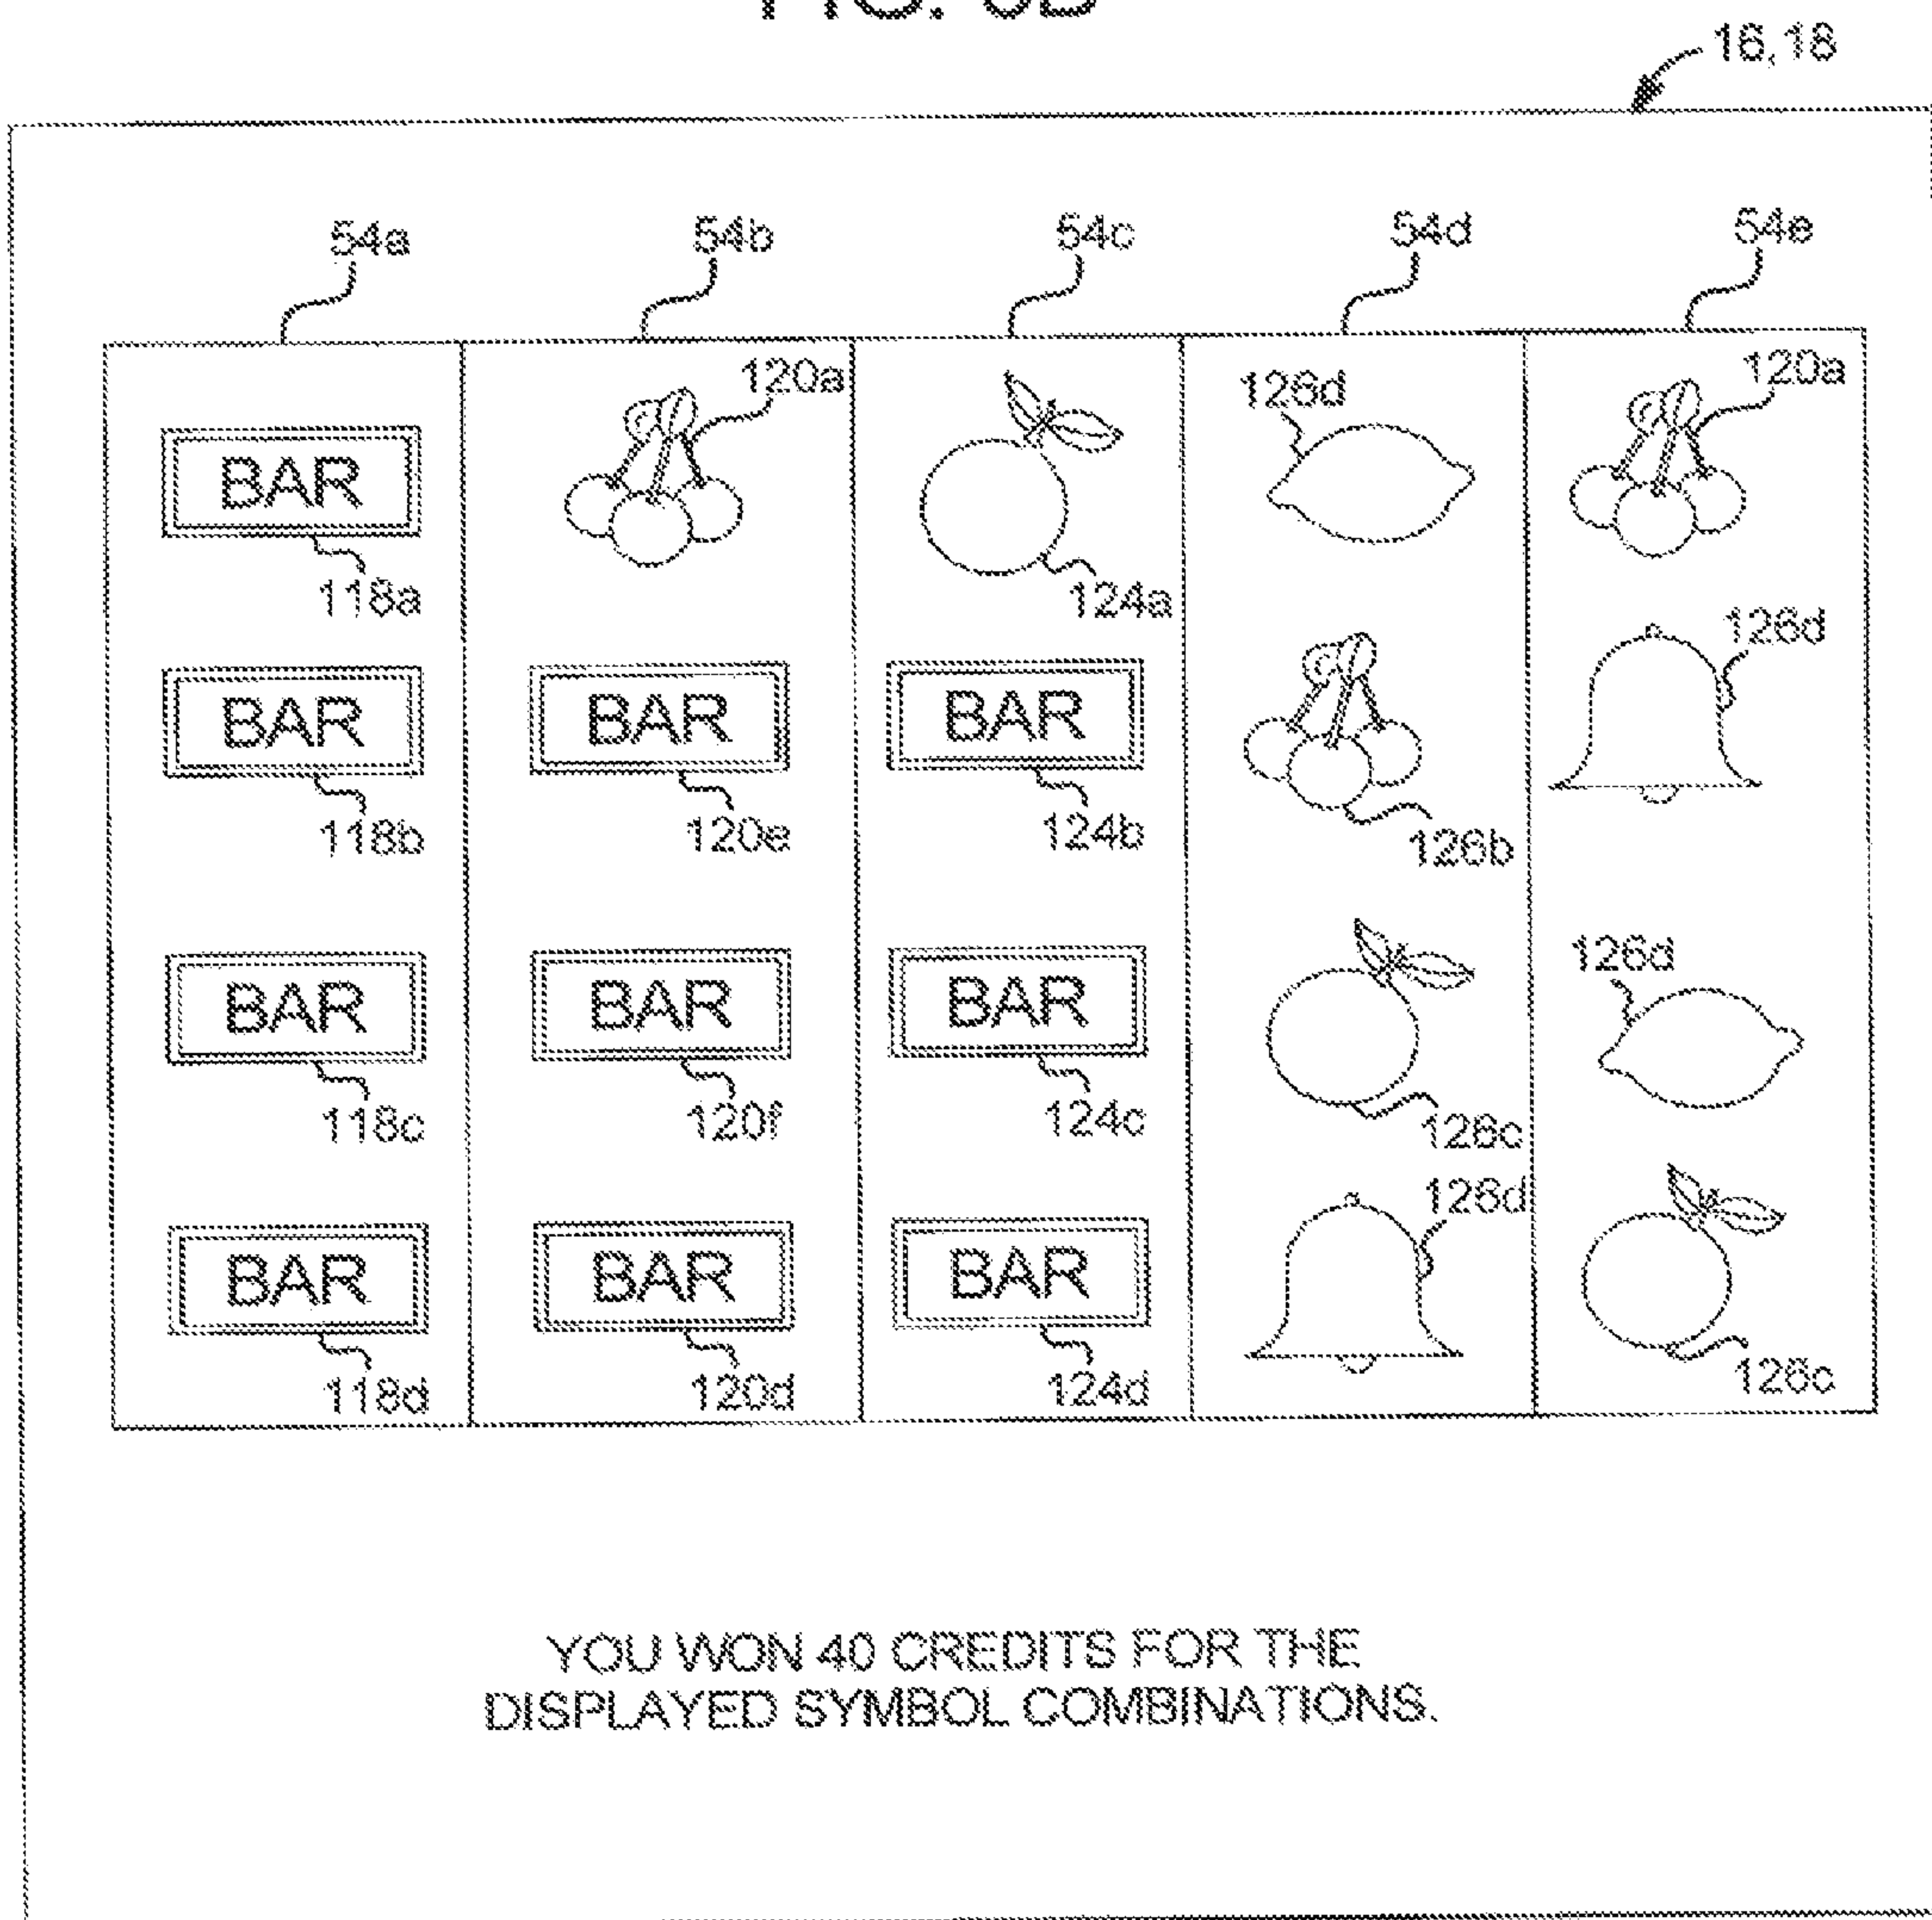 16,18
54a 54b 54c 54d 54e
120a 126d 120a
BAR
118a 124a
126d
BAR BAR BAR
118b 120e 124b 126b
126d
BAR BAR BAR
118c 120f 124c 126c
126d
BAR BAR BAR
118d 120d 124d 126c
YOU WON 40 CREDITS FOR THE
DISPLAYED SYMBOL COMBINATIONS.